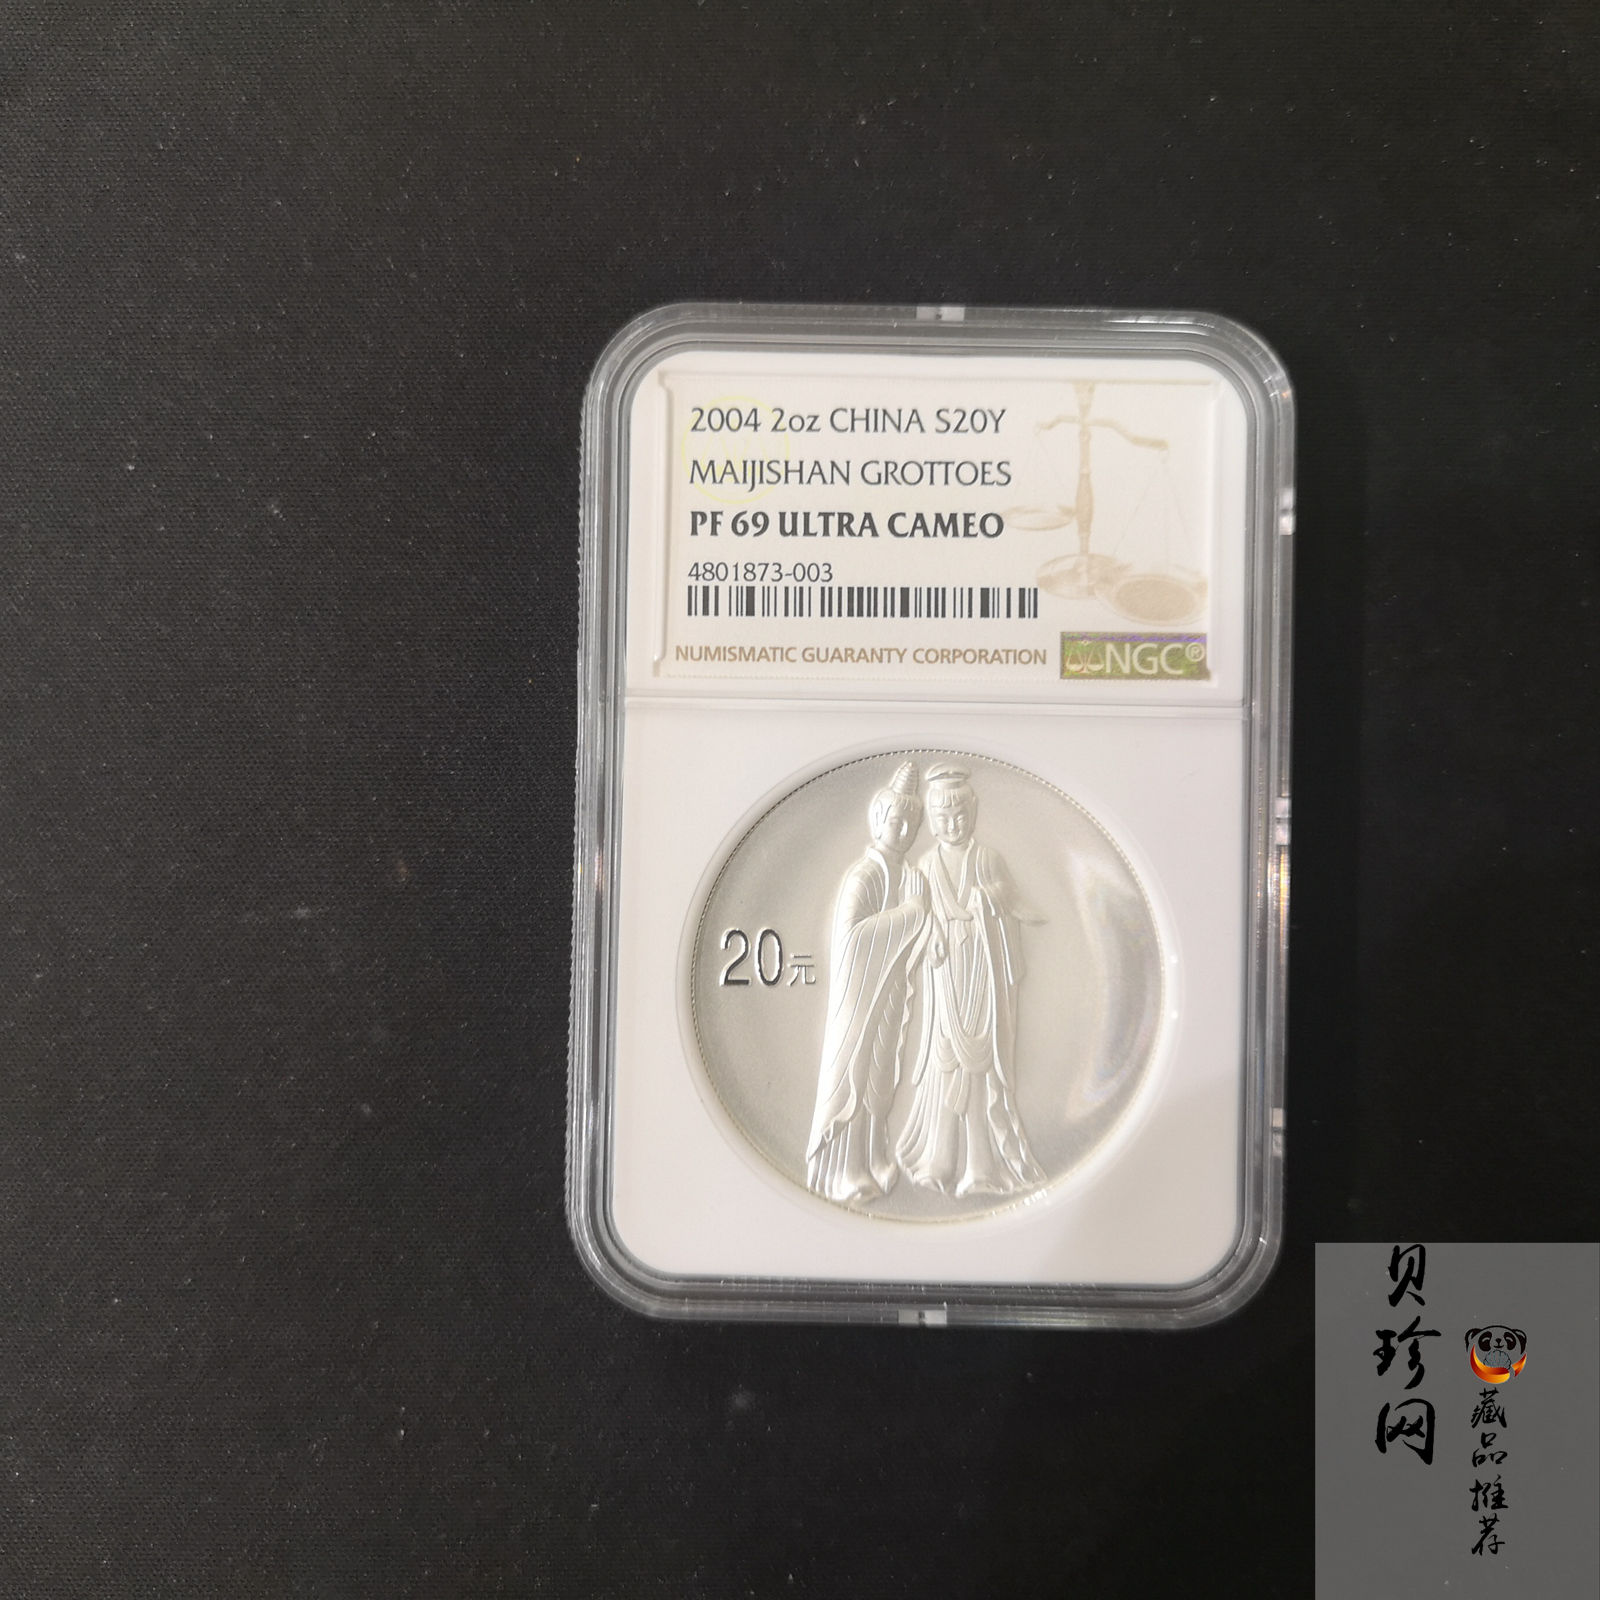 2004 2oz CHINA S20Y
MAIJISHAN GROTTOES
PF 69 ULTRA CAMEO
4801873-003
NUMISMATIC GUARANTY CORPORATION
NGC®
20元
贝珍网
藏品推荐